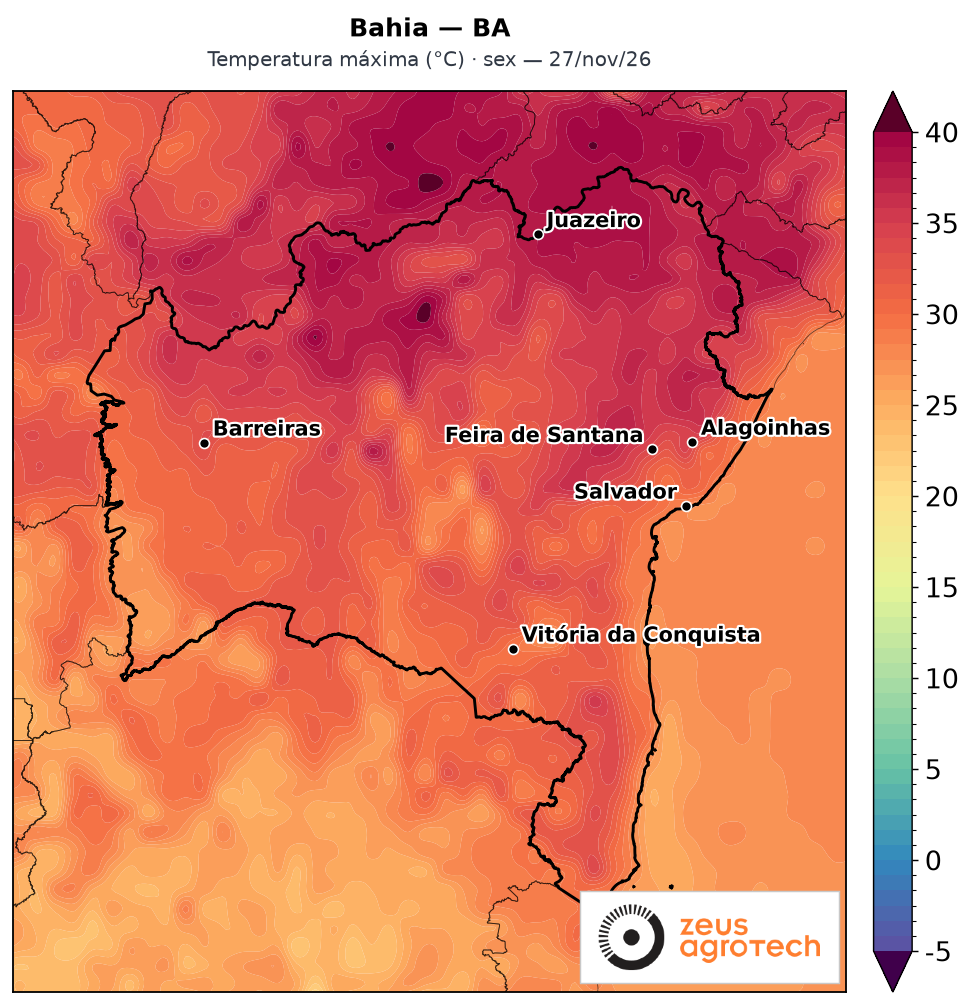 Bahia — BA
Temperatura máxima (°C) · sex — 27/nov/26
40
35
30
25
20
15
10
5
0
-5
Juazeiro
Barreiras
Feira de Santana
Alagoinhas
Salvador
Vitória da Conquista
zeus
agrotech